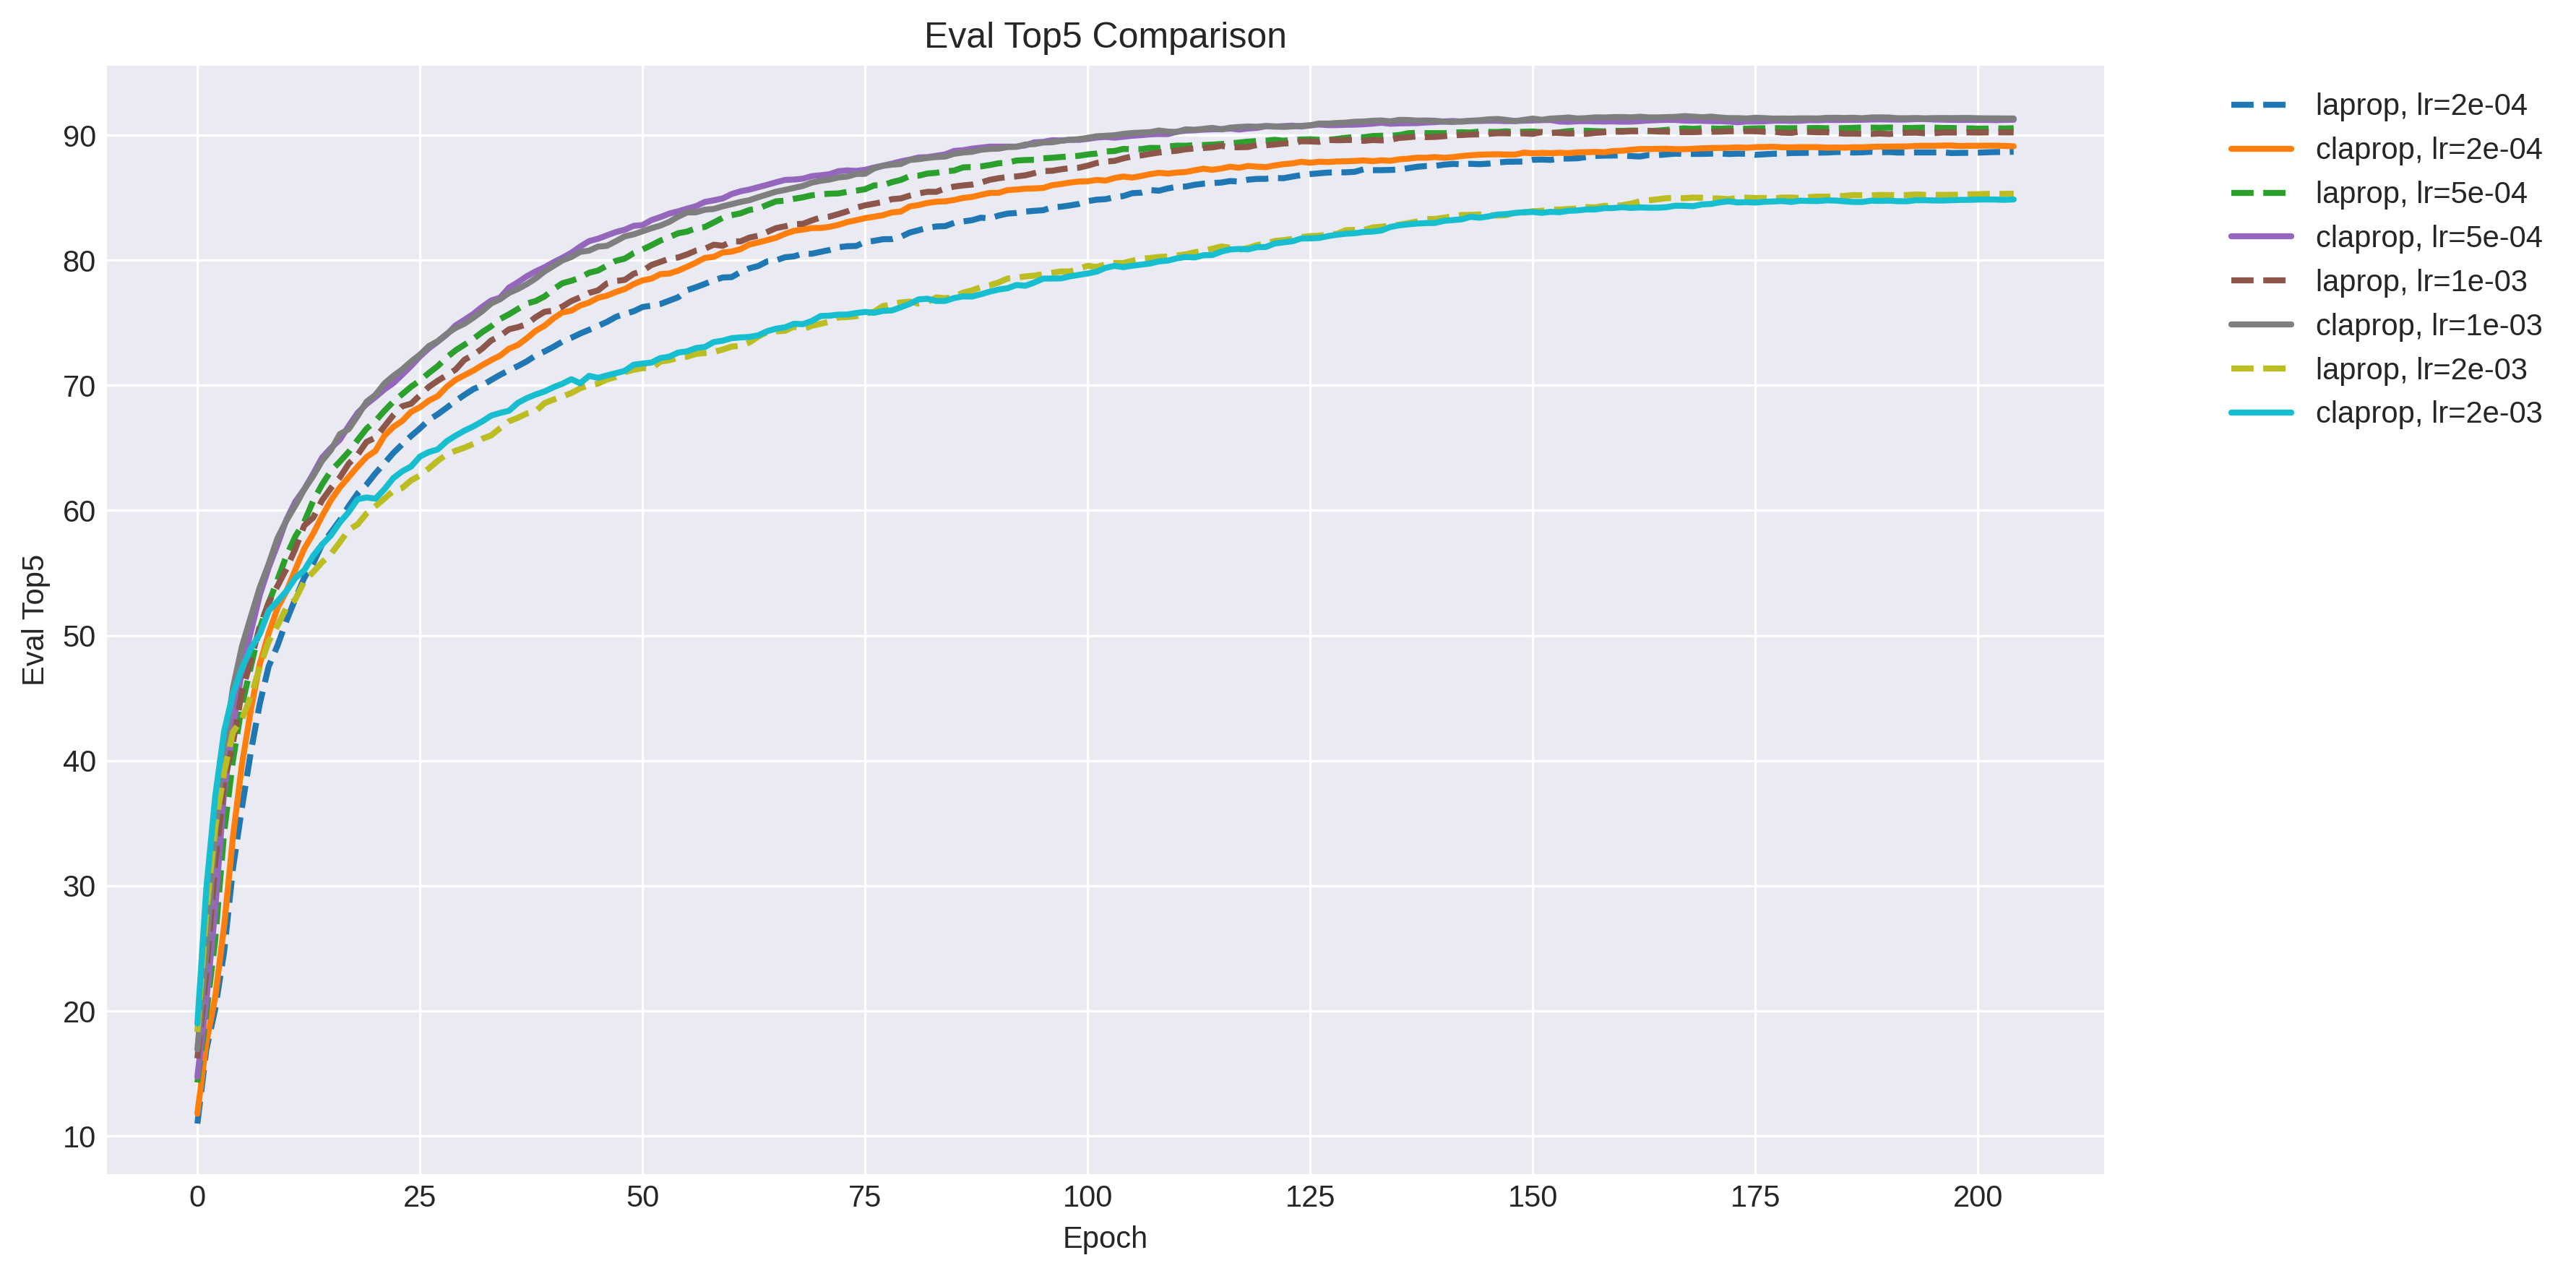 Eval Top5 Comparison
Eval Top5
90
80
70
60
50
40
30
20
10
0 25 50 75 100 125 150 175 200
Epoch
laprop, lr=2e-04
claprop, lr=2e-04
laprop, lr=5e-04
claprop, lr=5e-04
laprop, lr=1e-03
claprop, lr=1e-03
laprop, lr=2e-03
claprop, lr=2e-03